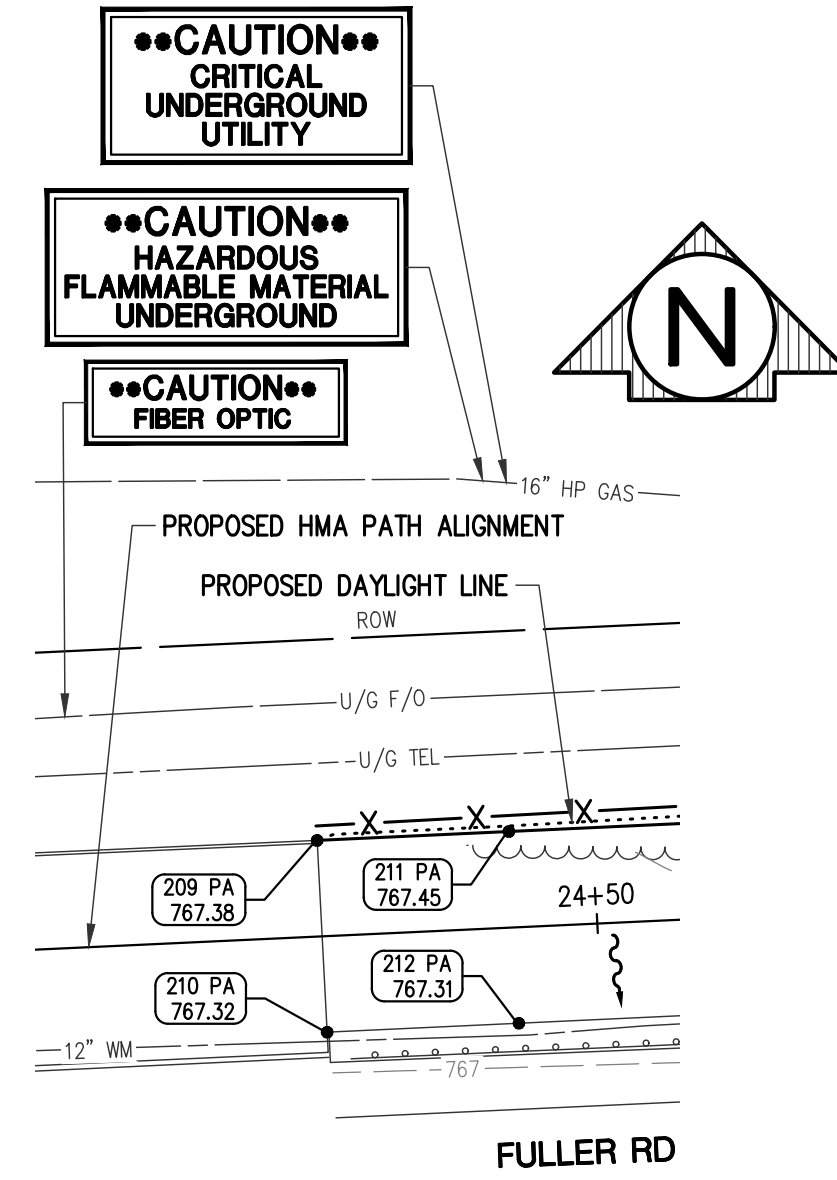 **CAUTION**
CRITICAL
UNDERGROUND
UTILITY
**CAUTION**
HAZARDOUS
FLAMMABLE MATERIAL
UNDERGROUND
**CAUTION**
FIBER OPTIC
N
16" HP GAS
PROPOSED HMA PATH ALIGNMENT
PROPOSED DAYLIGHT LINE
ROW
U/G F/O
U/G TEL
X X X
209 PA
767.38
211 PA
767.45
24+50
210 PA
767.32
212 PA
767.31
12" WM
767
FULLER RD